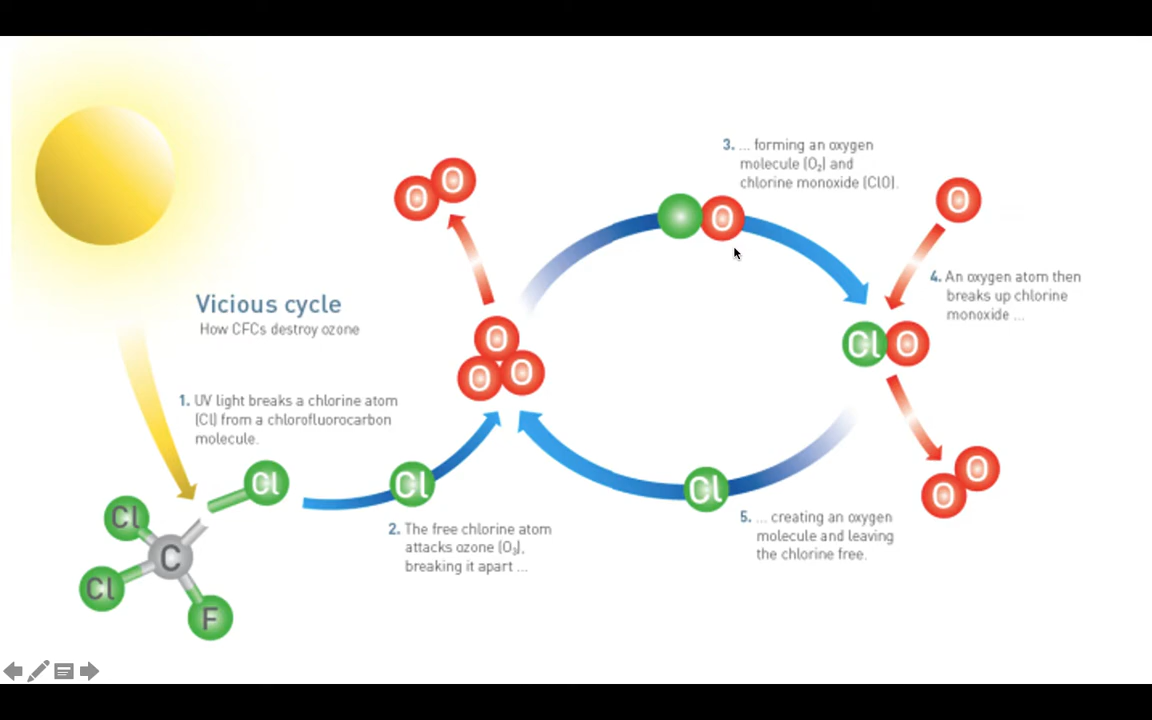 Vicious cycle
How CFCs destroy ozone
1. UV light breaks a chlorine atom
(Cl) from a chlorofluorocarbon
molecule.
Cl
Cl
Cl
C
F
2. The free chlorine atom
attacks ozone (O₃),
breaking it apart ...
Cl
O
O
O
O
O
3. ... forming an oxygen
molecule (O₂) and
chlorine monoxide (ClO).
O
4. An oxygen atom then
breaks up chlorine
monoxide ...
O
Cl
O
5. ... creating an oxygen
molecule and leaving
the chlorine free.
O
O
Cl